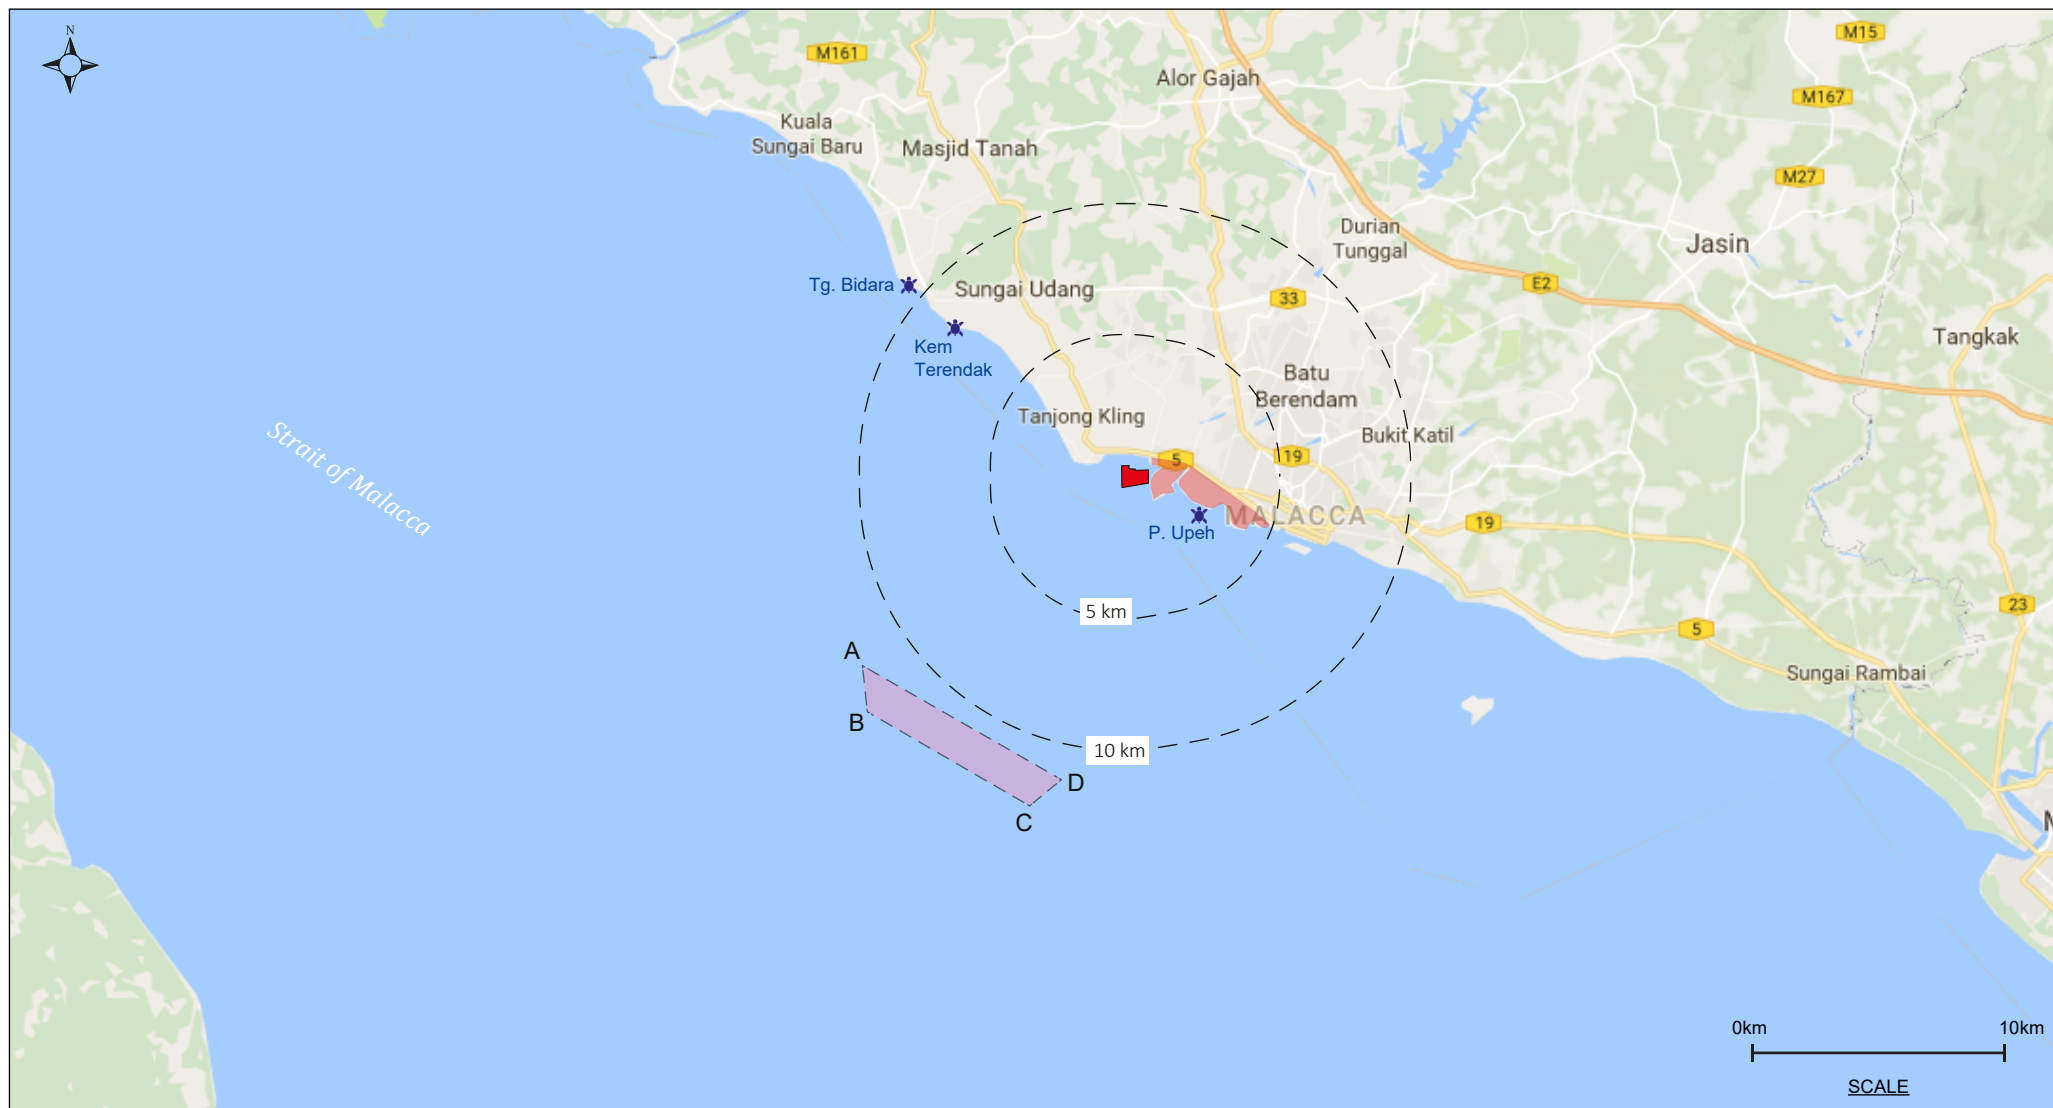 N
M161
M15
Alor Gajah
M167
Kuala
Sungai Baru
Masjid Tanah
M27
Durian
Tunggal
Jasin
Tg. Bidara
Sungai Udang
33
E2
Kem
Terendak
Tangkak
Batu
Berendam
Tanjong Kling
Bukit Katil
Strait of Malacca
5
19
MALACCA
19
P. Upeh
5 km
23
5
A
Sungai Rambai
B
10 km
D
C
0km
10km
SCALE